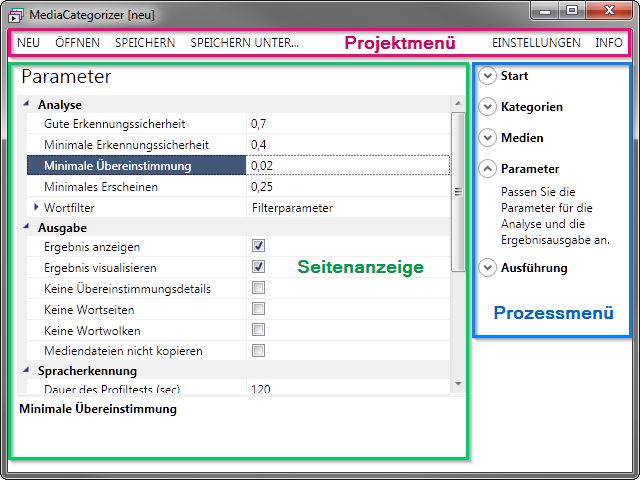 MediaCategorizer [neu]
NEU ÖFFNEN SPEICHERN SPEICHERN UNTER... Projektmenü EINSTELLUNGEN INFO
Parameter
Analyse
Gute Erkennungssicherheit 0,7
Minimale Erkennungssicherheit 0,4
Minimale Übereinstimmung 0,02
Minimales Erscheinen 0,25
Wortfilter Filterparameter
Ausgabe
Ergebnis anzeigen
Ergebnis visualisieren
Keine Übereinstimmungsdetails
Keine Wortseiten
Keine Wortwolken
Mediendateien nicht kopieren
Spracherkennung
Dauer des Profiltests (sec) 120
Minimale Übereinstimmung
Seitenanzeige
Start
Kategorien
Medien
Parameter
Passen Sie die
Parameter für die
Analyse und die
Ergebnisausgabe an.
Ausführung
Prozessmenü